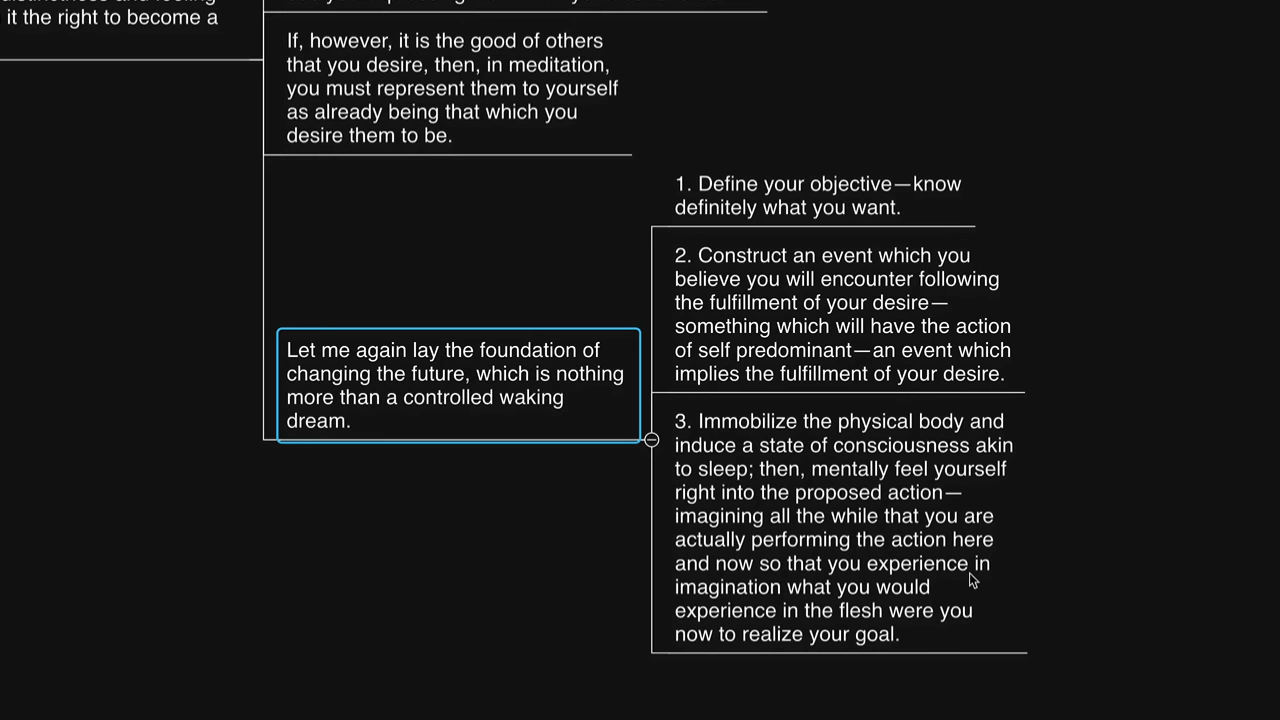 it the right to become a
If, however, it is the good of others
that you desire, then, in meditation,
you must represent them to yourself
as already being that which you
desire them to be.
Let me again lay the foundation of
changing the future, which is nothing
more than a controlled waking
dream.
1. Define your objective—know
definitely what you want.
2. Construct an event which you
believe you will encounter following
the fulfillment of your desire—
something which will have the action
of self predominant—an event which
implies the fulfillment of your desire.
3. Immobilize the physical body and
induce a state of consciousness akin
to sleep; then, mentally feel yourself
right into the proposed action—
imagining all the while that you are
actually performing the action here
and now so that you experience in
imagination what you would
experience in the flesh were you
now to realize your goal.